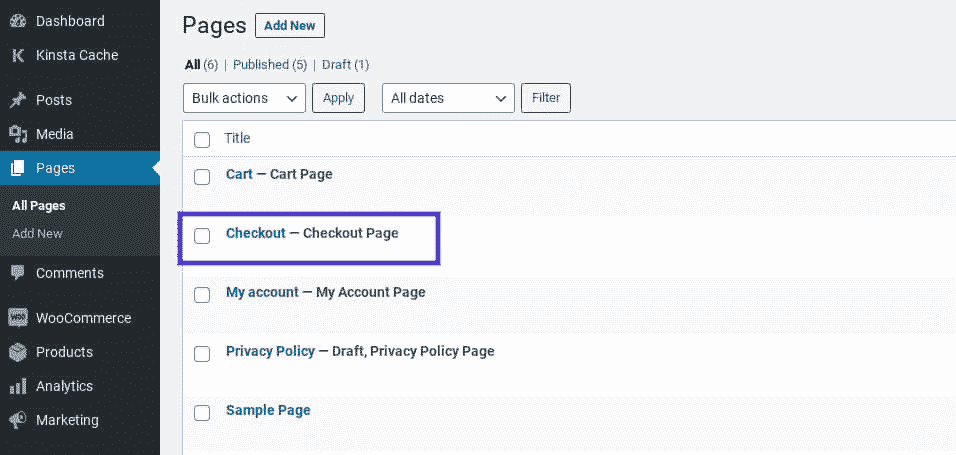 Dashboard
Kinsta Cache
Posts
Media
Pages
All Pages
Add New
Comments
WOO WooCommerce
Products
Analytics
Marketing
Pages Add New
All (6) | Published (5) | Draft (1)
Bulk actions Apply All dates Filter
Title
Cart — Cart Page
Checkout — Checkout Page
My account — My Account Page
Privacy Policy — Draft, Privacy Policy Page
Sample Page